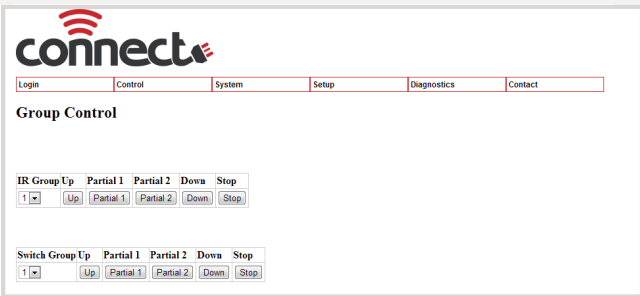 connect
Login Control System Setup Diagnostics Contact
Group Control
IR Group Up Partial 1 Partial 2 Down Stop
1 Up Partial 1 Partial 2 Down Stop
Switch Group Up Partial 1 Partial 2 Down Stop
1 Up Partial 1 Partial 2 Down Stop